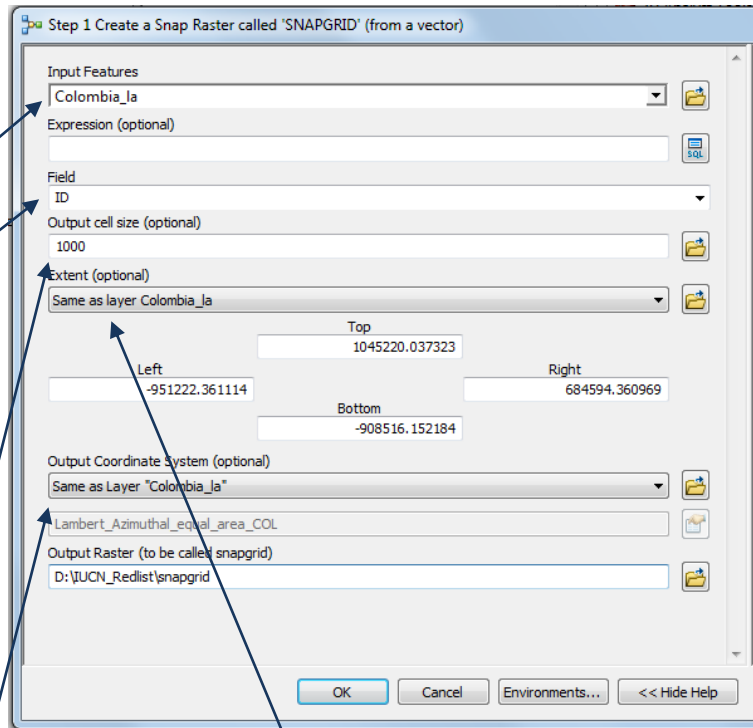 Step 1 Create a Snap Raster called 'SNAPGRID' (from a vector)
Input Features
Colombia_la
Expression (optional)
SQL
Field
ID
Output cell size (optional)
1000
Extent (optional)
Same as layer Colombia_la
Top
1045220.037323
Left
Right
-951222.361114
684594.360969
Bottom
-908516.152184
Output Coordinate System (optional)
Same as Layer "Colombia_la"
Lambert_Azimuthal_equal_area_COL
Output Raster (to be called snapgrid)
D:\IUCN_Redlist\snapgrid
OK
Cancel
Environments...
<< Hide Help